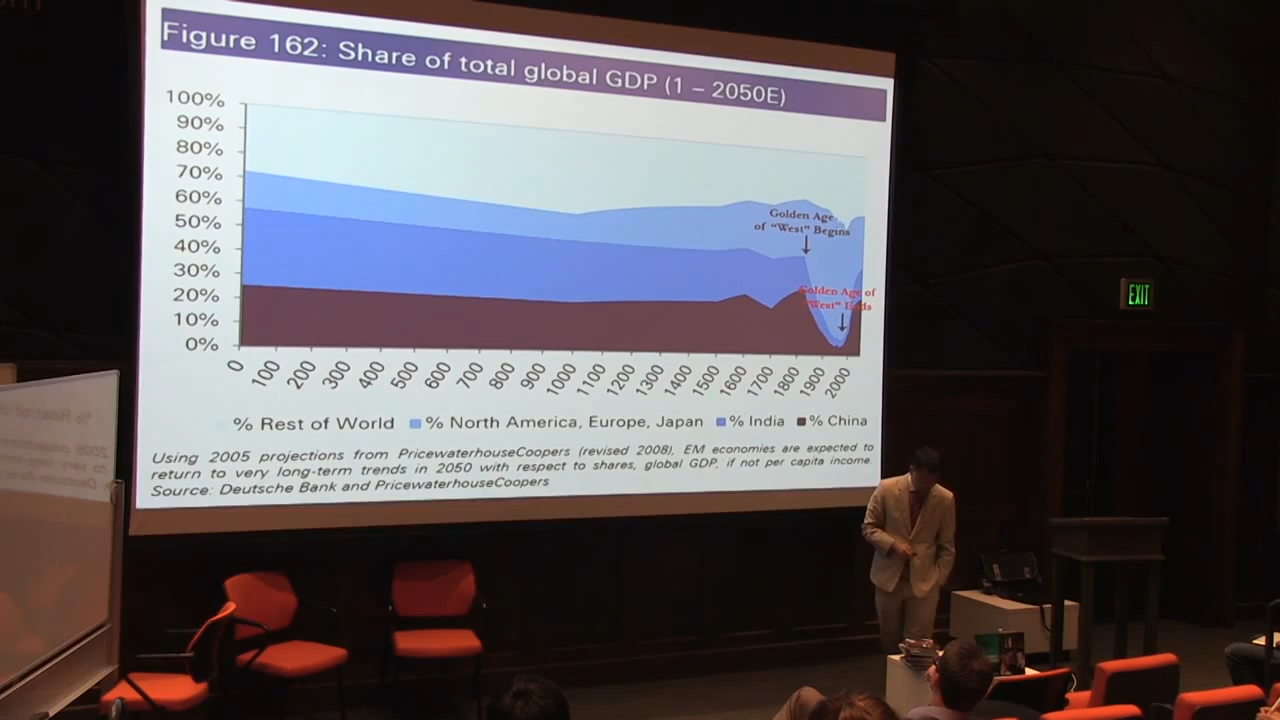 Figure 162: Share of total global GDP (1 – 2050E)
100%
90%
80%
70%
60%
50%
40%
30%
20%
10%
0%
Golden Age
of "West" Begins
Golden Age of
"West" Ends
0 100 200 300 400 500 600 700 800 900 1000 1100 1200 1300 1400 1500 1600 1700 1800 1900 2000
% Rest of World % North America, Europe, Japan % India % China
Using 2005 projections from PricewaterhouseCoopers (revised 2008), EM economies are expected to
return to very long-term trends in 2050 with respect to shares, global GDP, if not per capita income.
Source: Deutsche Bank and PricewaterhouseCoopers
EXIT